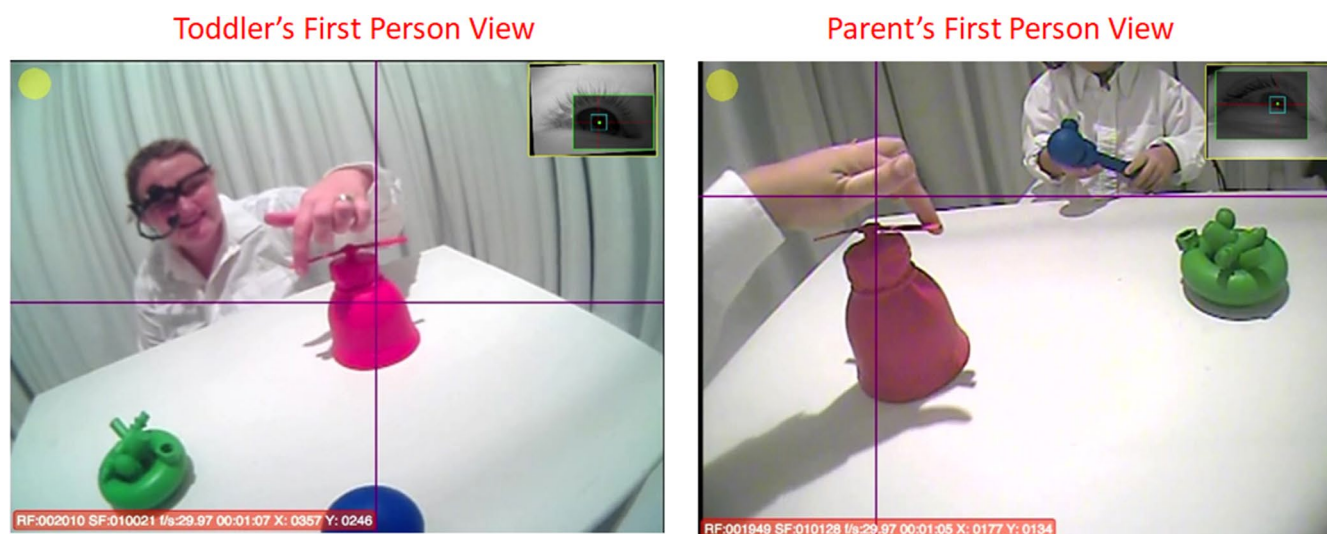 Toddler's First Person View
Parent's First Person View
RF:002010 SF:010021 f/s:29.97 00:01:07 X: 0357 Y: 0246
RF:001949 SF:010128 f/s:29.97 00:01:05 X: 0177 Y: 0134